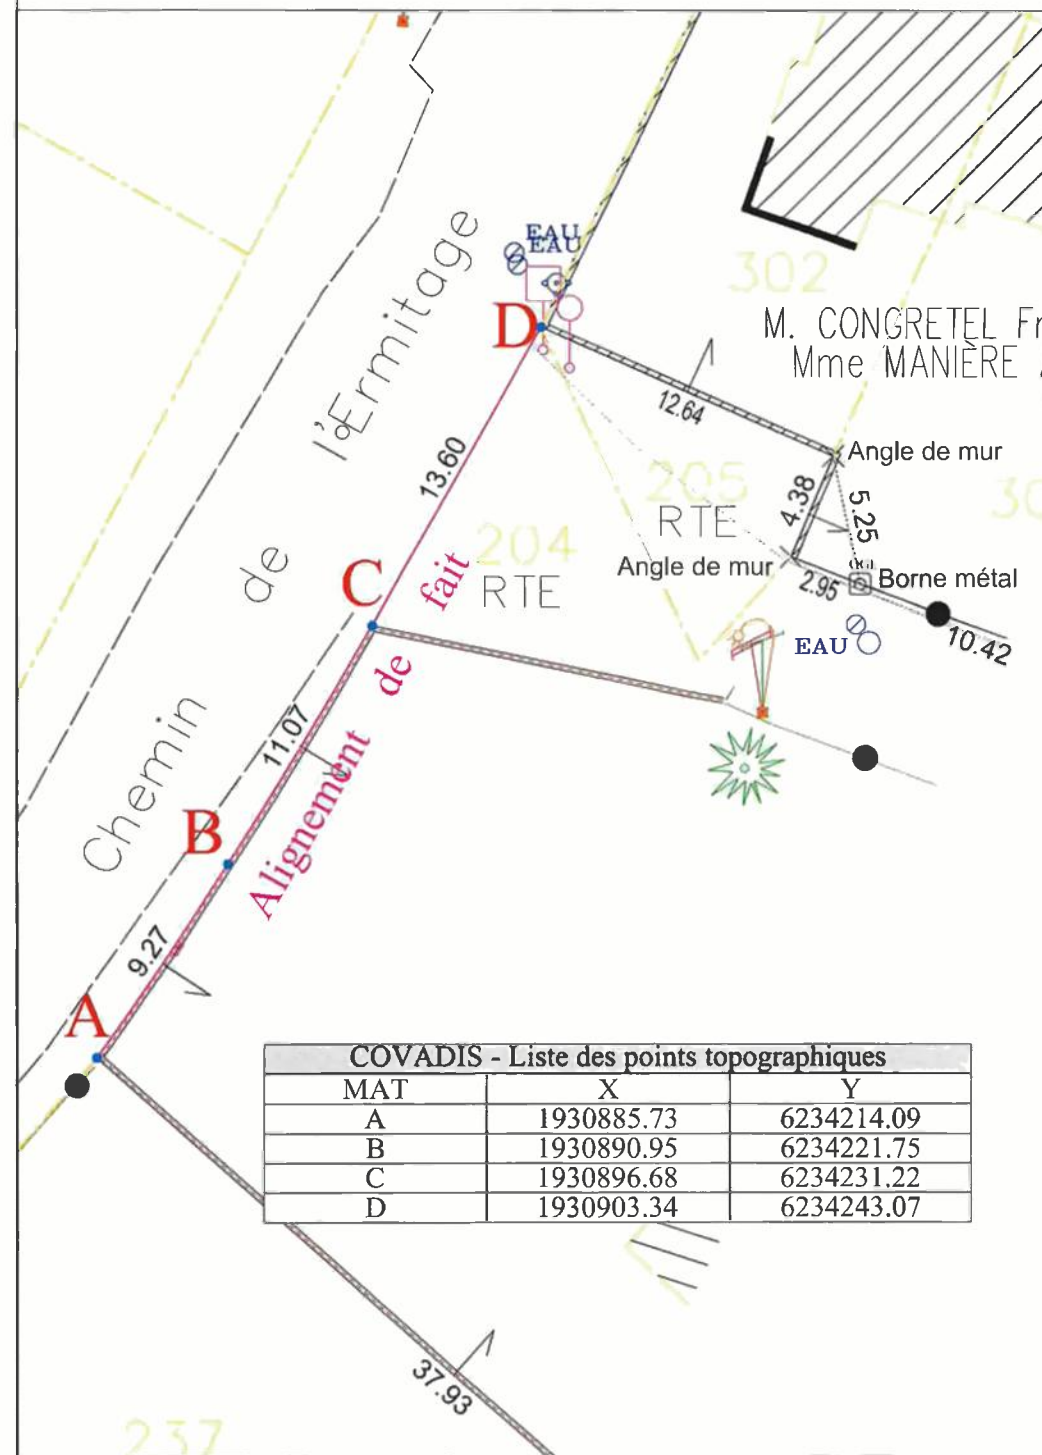 EAU
EAU
302
D
M. CONGRETEL Fr
Mme MANIÈRE
12.64
Angle de mur
13.60
4.38
5.25
205
RTE
30
204
RTE
Angle de mur
2.95
Borne métal
EAU
10.42
C
Chemin de l'Ermitage
Alignement de fait
11.07
B
9.27
A
COVADIS - Liste des points topographiques
MAT X Y
A 1930885.73 6234214.09
B 1930890.95 6234221.75
C 1930896.68 6234231.22
D 1930903.34 6234243.07
37.93
237